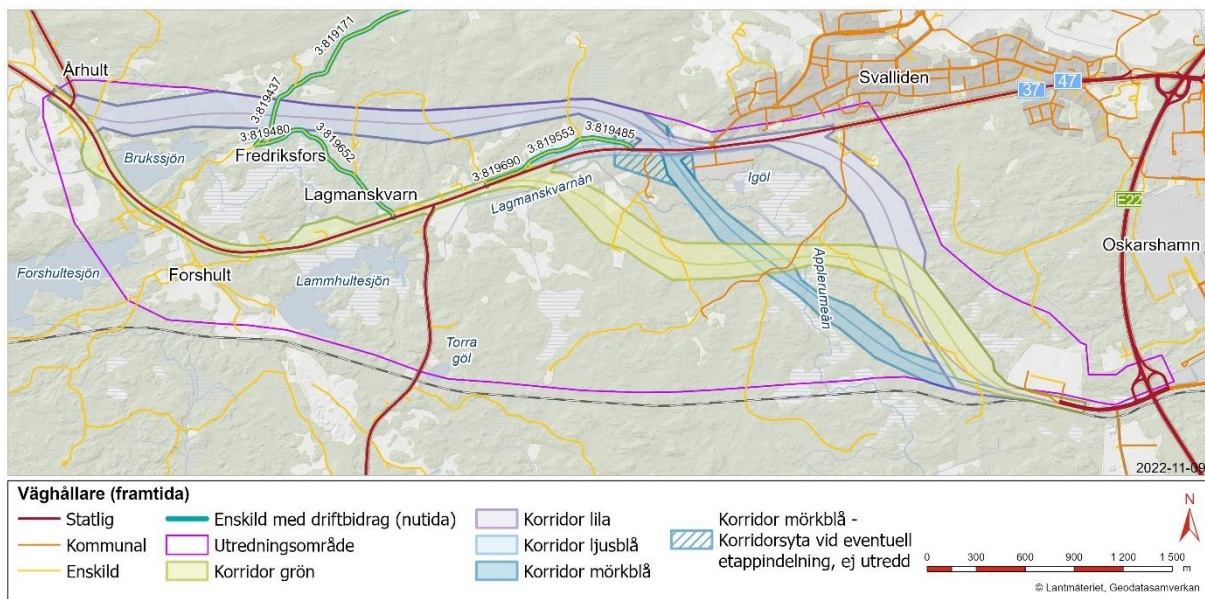 Århult
3:819171
3:819437
3:819480
3:819652
Fredriksfors
Brukssjön
Lagmanskvarn
3:819690
3:819553
3:819485
Lagmanskvarnån
Svalliden
37
47
Igöl
E22
Oskarshamn
Applerumeån
Forshultesjön
Forshult
Lammhultesjön
Torra
göl
2022-11-09
Väghållare (framtida)
Statlig
Kommunal
Enskild
Enskild med driftbidrag (nutida)
Utredningsområde
Korridor grön
Korridor lila
Korridor ljusblå
Korridor mörkblå
Korridor mörkblå -
Korridorsyta vid eventuell
etappindelning, ej utredd
N
0 300 600 900 1 200 1 500
m
© Lantmäteriet, Geodatasamverkan